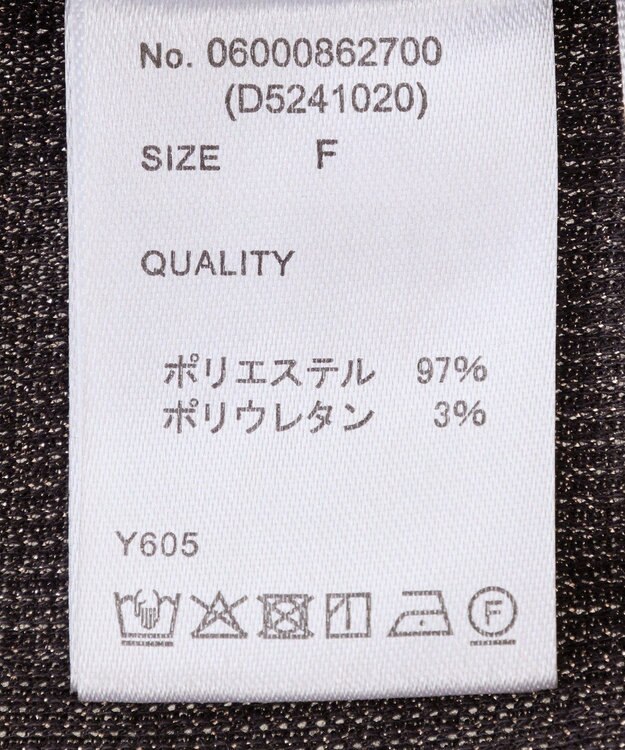 No. 06000862700
(D5241020)
SIZE F
QUALITY
ポリエステル 97%
ポリウレタン 3%
Y605
F